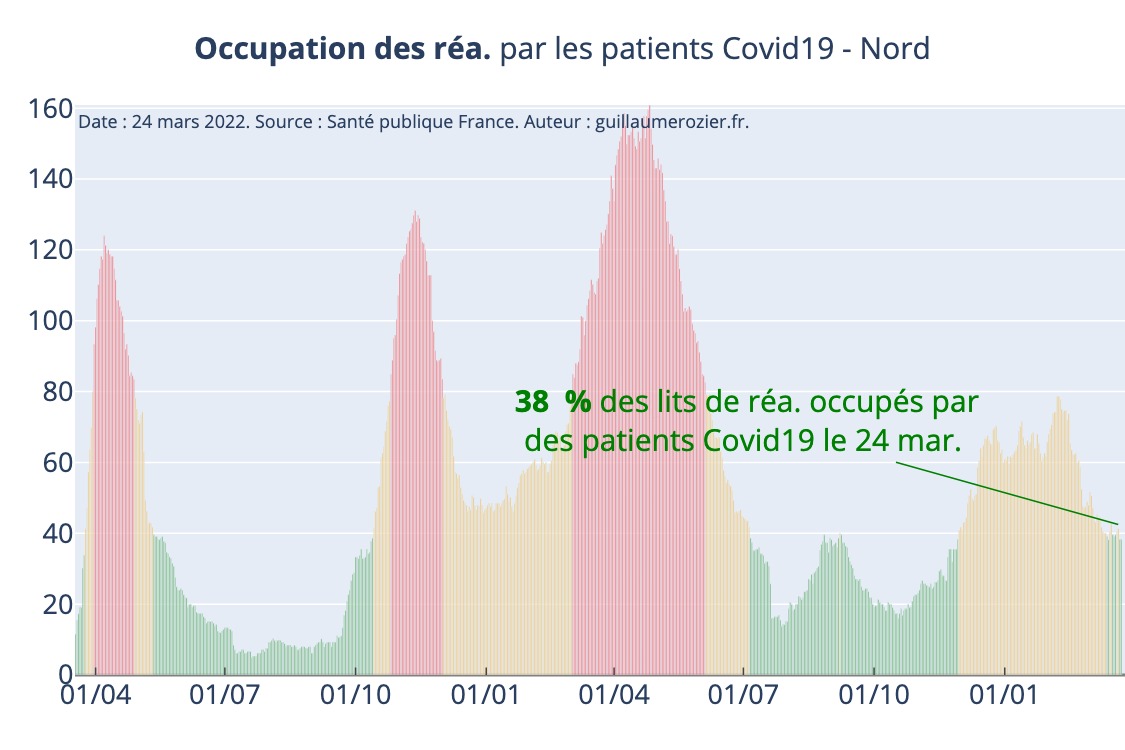 Occupation des réa. par les patients Covid19 - Nord
160
Date : 24 mars 2022. Source : Santé publique France. Auteur : guillaumerozier.fr.
140
120
100
80
38 % des lits de réa. occupés par
des patients Covid19 le 24 mar.
60
40
20
0
01/04 01/07 01/10 01/01 01/04 01/07 01/10 01/01